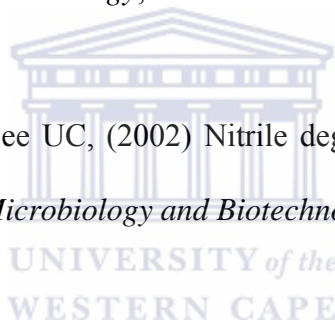 ee UC, (2002) Nitrile deg
Microbiology and Biotechno
UNIVERSITY of the
WESTERN CAPE